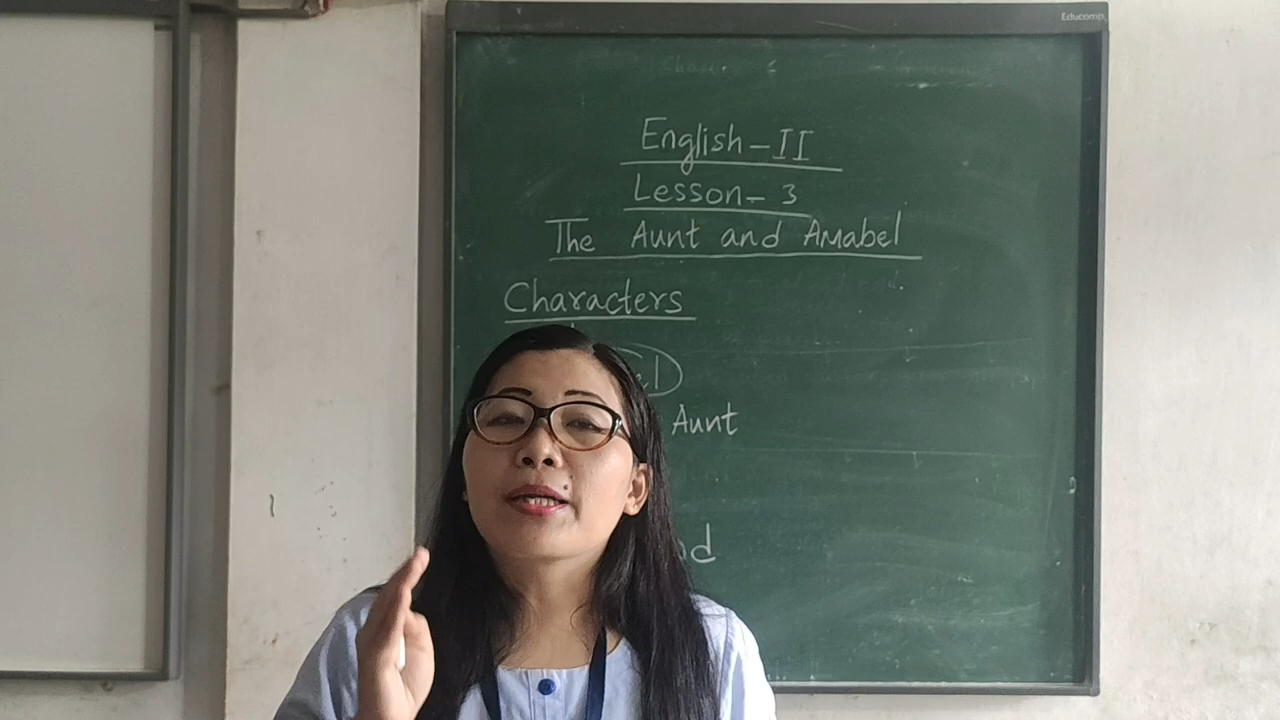 Educomp
English - II
Lesson - 3
The Aunt and Amabel
Characters
Aunt